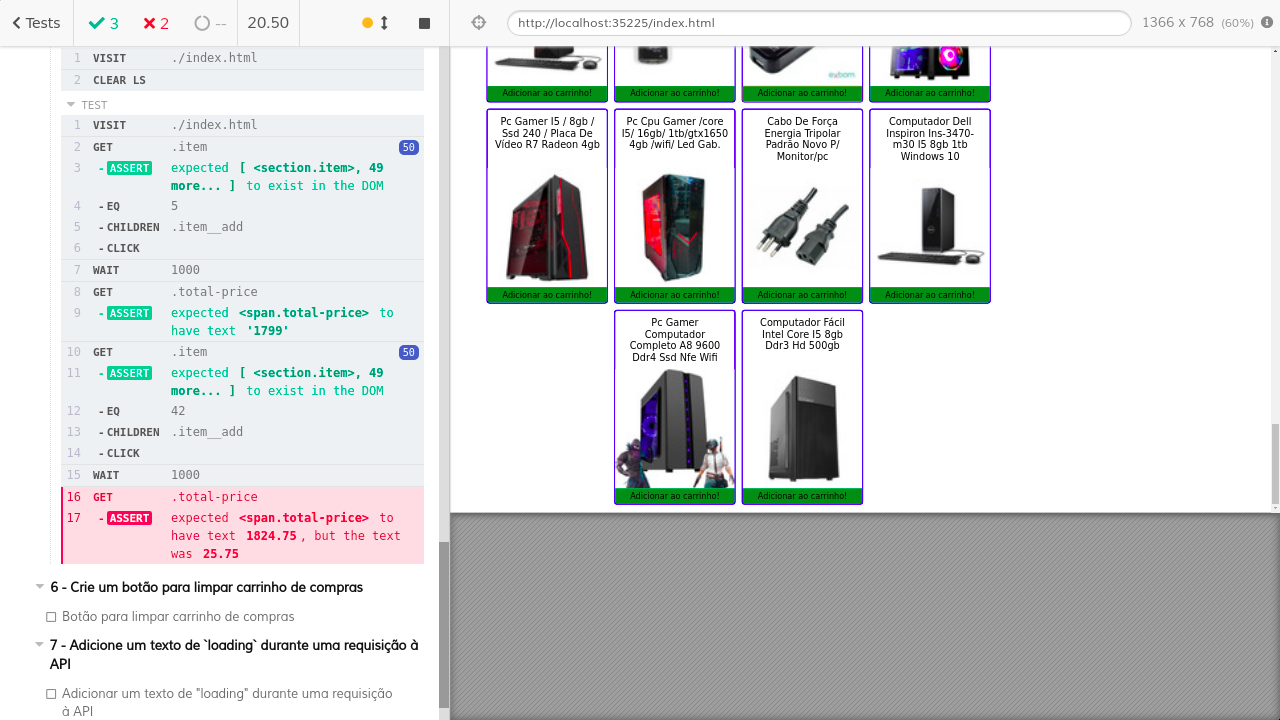 Tests
3
2
--
20.50
http://localhost:35225/index.html
1366 x 768 (60%)
1 VISIT ./index.html
2 CLEAR LS
TEST
1 VISIT ./index.html
2 GET .item 50
3 -ASSERT expected [ <section.item>, 49
more... ] to exist in the DOM
4 -EQ 5
5 -CHILDREN .item__add
6 -CLICK
7 WAIT 1000
8 GET .total-price
9 -ASSERT expected <span.total-price> to
have text '1799'
10 GET .item 50
11 -ASSERT expected [ <section.item>, 49
more... ] to exist in the DOM
12 -EQ 42
13 -CHILDREN .item__add
14 -CLICK
15 WAIT 1000
16 GET .total-price
17 -ASSERT expected <span.total-price> to
have text 1824.75, but the text
was 25.75
6 - Crie um botão para limpar carrinho de compras
Botão para limpar carrinho de compras
7 - Adicione um texto de `loading` durante uma requisição à
API
Adicionar um texto de "loading" durante uma requisição
à API
exbom
Adicionar ao carrinho!
Adicionar ao carrinho!
Adicionar ao carrinho!
Adicionar ao carrinho!
Pc Gamer I5 / 8gb /
Ssd 240 / Placa De
Vídeo R7 Radeon 4gb
Adicionar ao carrinho!
Pc Cpu Gamer /core
I5/ 16gb/ 1tb/gtx1650
4gb /wifi/ Led Gab.
Adicionar ao carrinho!
Cabo De Força
Energia Tripolar
Padrão Novo P/
Monitor/pc
Adicionar ao carrinho!
Computador Dell
Inspiron Ins-3470-
m30 I5 8gb 1tb
Windows 10
Adicionar ao carrinho!
Pc Gamer
Computador
Completo A8 9600
Ddr4 Ssd Nfe Wifi
Adicionar ao carrinho!
Computador Fácil
Intel Core I5 8gb
Ddr3 Hd 500gb
Adicionar ao carrinho!